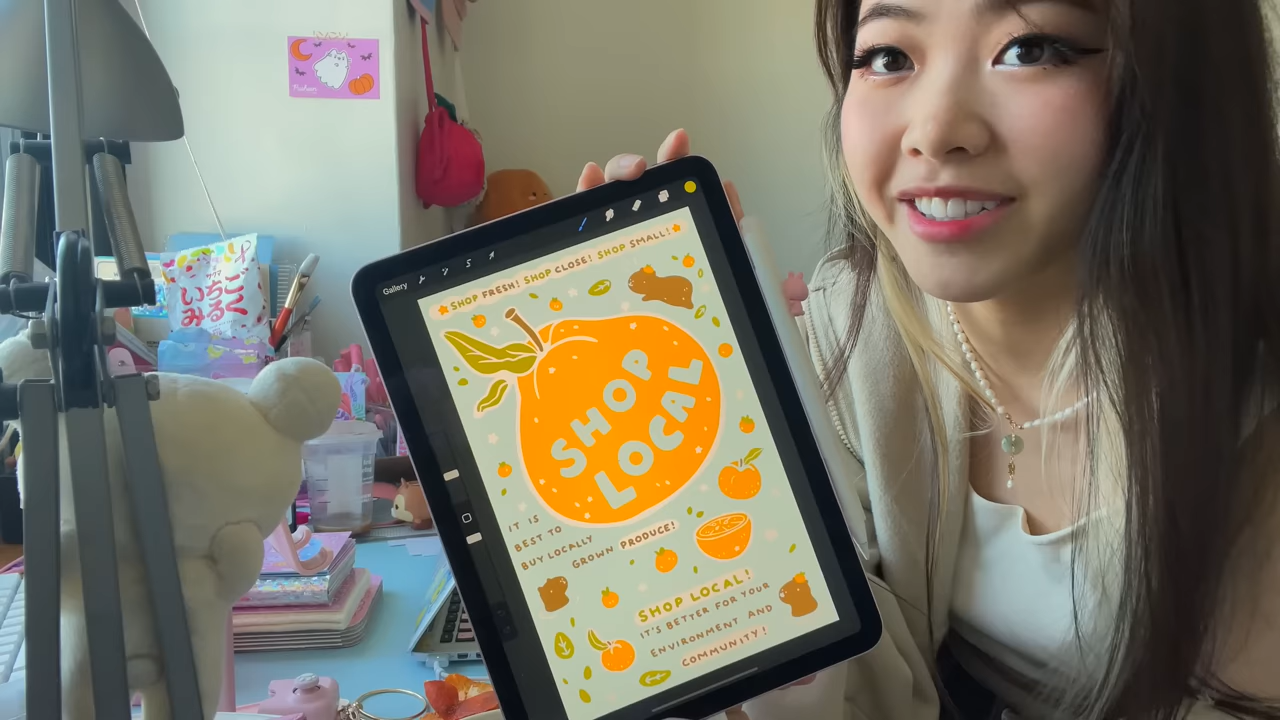 Gallery
★SHOP FRESH! SHOP CLOSE! SHOP SMALL!★
SHOP
LOCAL
IT IS
BEST TO
BUY LOCALLY
GROWN PRODUCE!
SHOP LOCAL!
IT'S BETTER FOR YOUR
ENVIRONMENT AND
COMMUNITY!
いちご
みるく
Pusheen